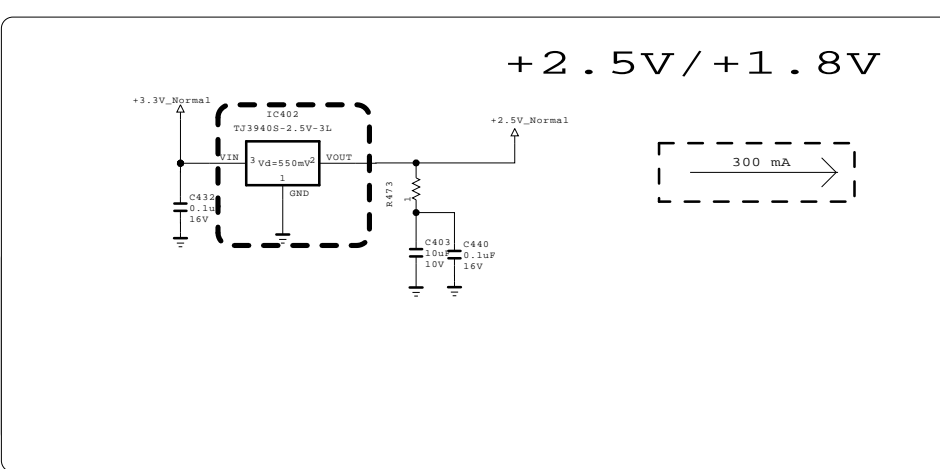 +2.5V/+1.8V
+3.3V_Normal
IC402
TJ3940S-2.5V-3L
+2.5V_Normal
VIN
3
Vd=550mV
2
VOUT
300 mA
1
GND
R473
1
C432
0.1u
16V
C403
10uF
10V
C440
0.1uF
16V